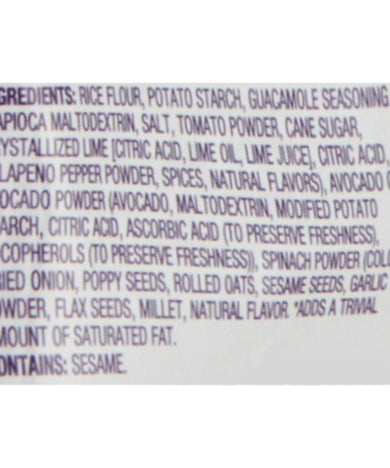 GREDIENTS: RICE FLOUR, POTATO STARCH, GUACAMOLE SEASONING
APIOCA MALTODEXTRIN, SALT, TOMATO POWDER, CANE SUGAR,
RYSTALLIZED LIME [CITRIC ACID, LIME OIL, LIME JUICE], CITRIC ACID,
ALAPENO PEPPER POWDER, SPICES, NATURAL FLAVORS), AVOCADO O
OCADO POWDER (AVOCADO, MALTODEXTRIN, MODIFIED POTATO
ARCH, CITRIC ACID, ASCORBIC ACID (TO PRESERVE FRESHNESS),
COPHEROLS (TO PRESERVE FRESHNESS)), SPINACH POWDER (COL
RIED ONION, POPPY SEEDS, ROLLED OATS, SESAME SEEDS, GARLIC
OWDER, FLAX SEEDS, MILLET, NATURAL FLAVOR. *ADDS A TRIVIAL
MOUNT OF SATURATED FAT.
ONTAINS: SESAME.